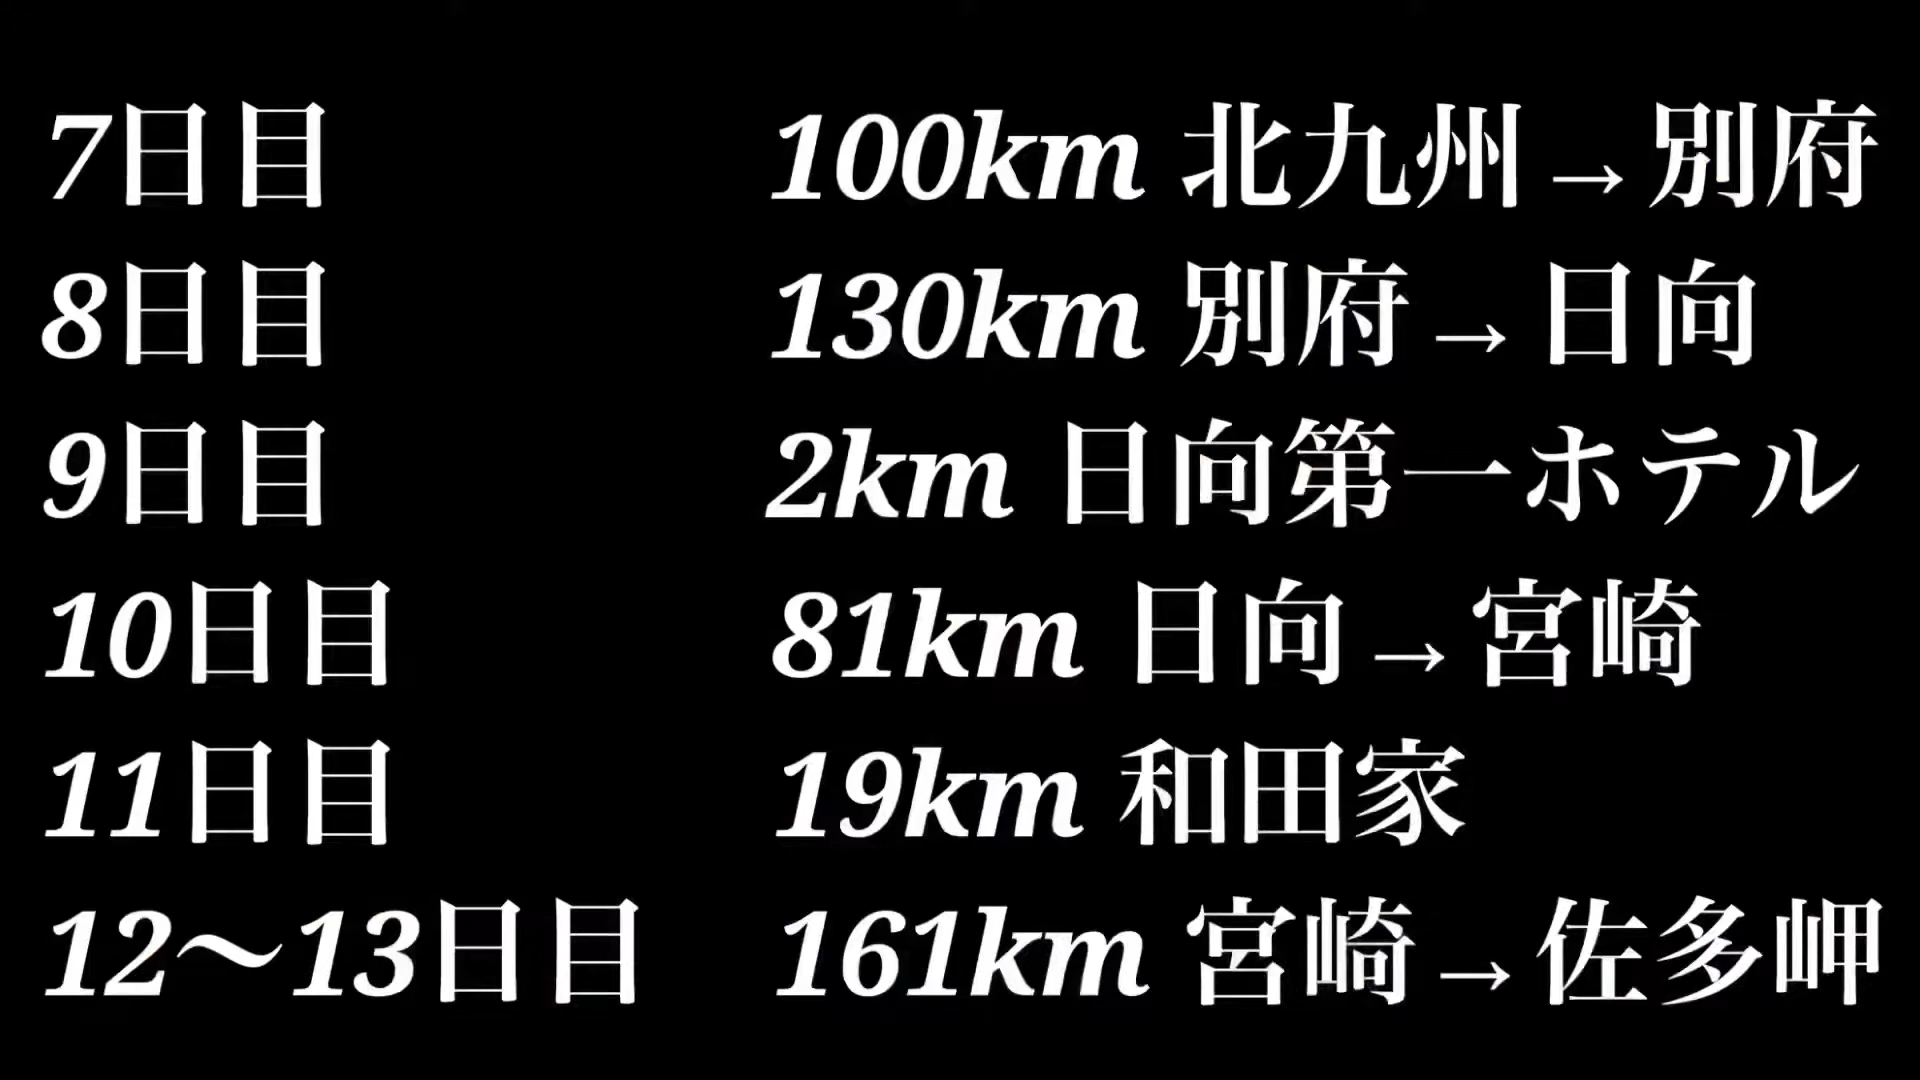 7日目 100km 北九州→別府
8日目 130km 別府→日向
9日目 2km 日向第一ホテル
10日目 81km 日向→宮崎
11日目 19km 和田家
12〜13日目 161km 宮崎→佐多岬